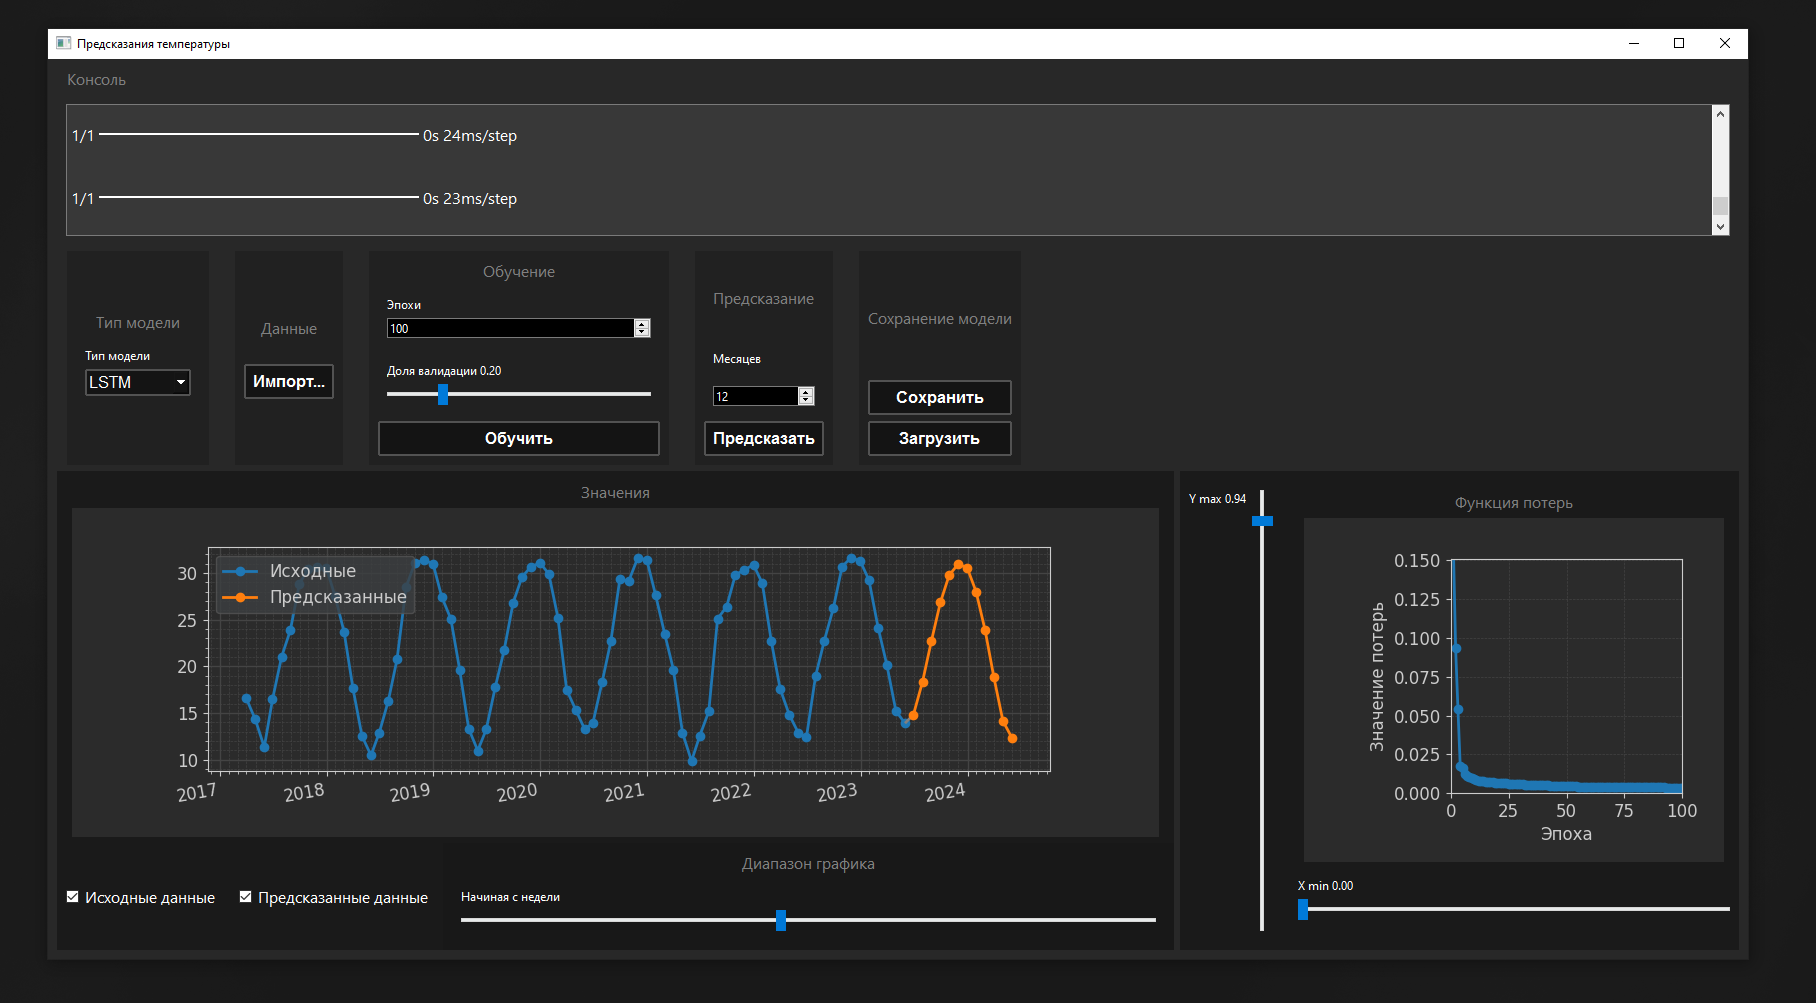 Предсказания температуры
Консоль
1/1 0s 24ms/step
1/1 0s 23ms/step
Тип модели
Тип модели
LSTM
Данные
Импорт...
Обучение
Эпохи
100
Доля валидации 0.20
Обучить
Предсказание
Месяцев
12
Предсказать
Сохранение модели
Сохранить
Загрузить
Значения
Исходные
Предсказанные
30
25
20
15
10
2017 2018 2019 2020 2021 2022 2023 2024
Исходные данные
Предсказанные данные
Диапазон графика
Начиная с недели
Y max 0.94
Функция потерь
Значение потерь
0.150
0.125
0.100
0.075
0.050
0.025
0.000
0 25 50 75 100
Эпоха
X min 0.00